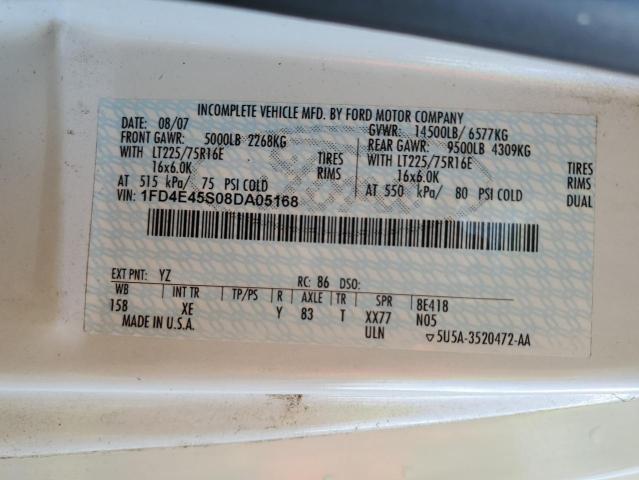 INCOMPLETE VEHICLE MFD. BY FORD MOTOR COMPANY
DATE: 08/07 GVWR: 14500LB/ 6577KG
FRONT GAWR: 5000LB 2268KG REAR GAWR: 9500LB 4309KG
WITH LT225/75R16E TIRES WITH LT225/75R16E TIRES
16x6.0K RIMS 16x6.0K RIMS
AT 515 kPa/ 75 PSI COLD AT 550 kPa/ 80 PSI COLD DUAL
VIN: 1FD4E45S08DA05168
EXT PNT: YZ RC: 86 DSO:
WB INT TR TP/PS R AXLE TR SPR 8E418
158 XE Y 83 T XX77 N05
MADE IN U.S.A. ULN ▽5U5A-3520472-AA